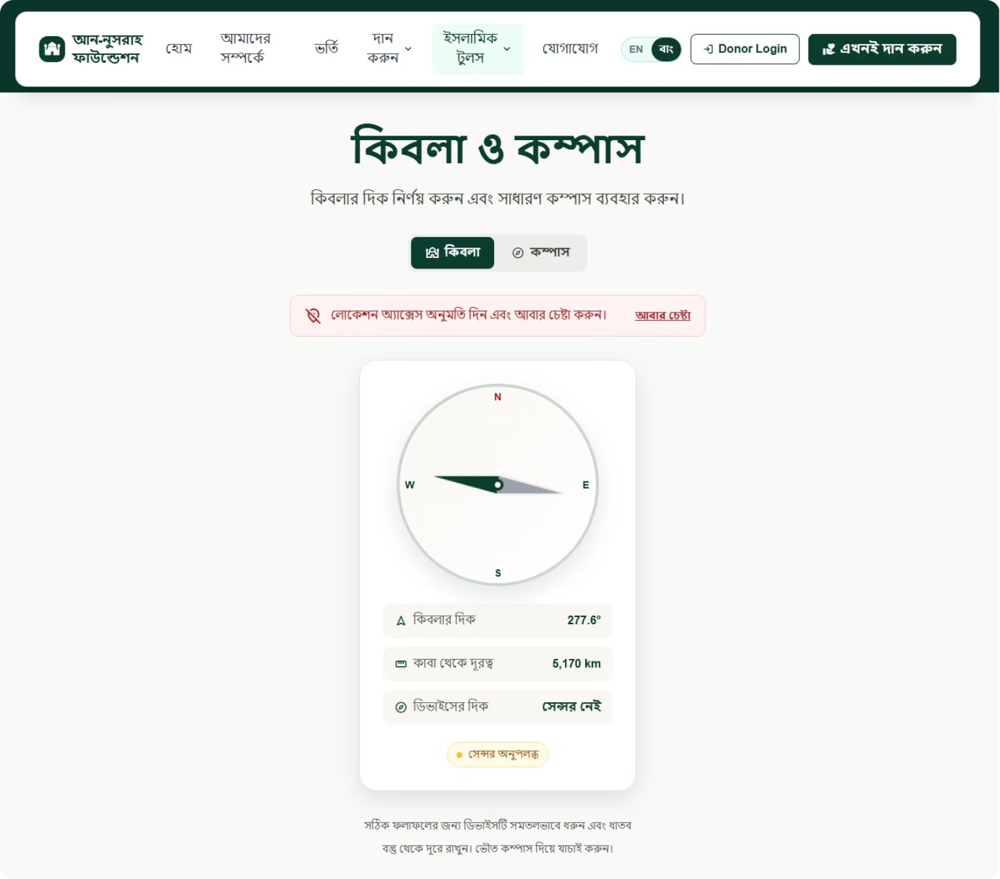 আন-নুসরাহ
ফাউন্ডেশন
হোম
আমাদের
সম্পর্কে
ভর্তি
দান
করুন
ইসলামিক
টুলস
যোগাযোগ
EN
বাং
Donor Login
এখনই দান করুন
কিবলা ও কম্পাস
কিবলার দিক নির্ণয় করুন এবং সাধারণ কম্পাস ব্যবহার করুন।
কিবলা
কম্পাস
লোকেশন অ্যাক্সেস অনুমতি দিন এবং আবার চেষ্টা করুন।
আবার চেষ্টা
N
W
E
S
কিবলার দিক 277.6°
কাবা থেকে দূরত্ব 5,170 km
ডিভাইসের দিক সেন্সর নেই
সেন্সর অনুপলব্ধ
সঠিক ফলাফলের জন্য ডিভাইসটি সমতলভাবে ধরুন এবং ধাতব
বস্তু থেকে দূরে রাখুন। ভৌত কম্পাস দিয়ে যাচাই করুন।